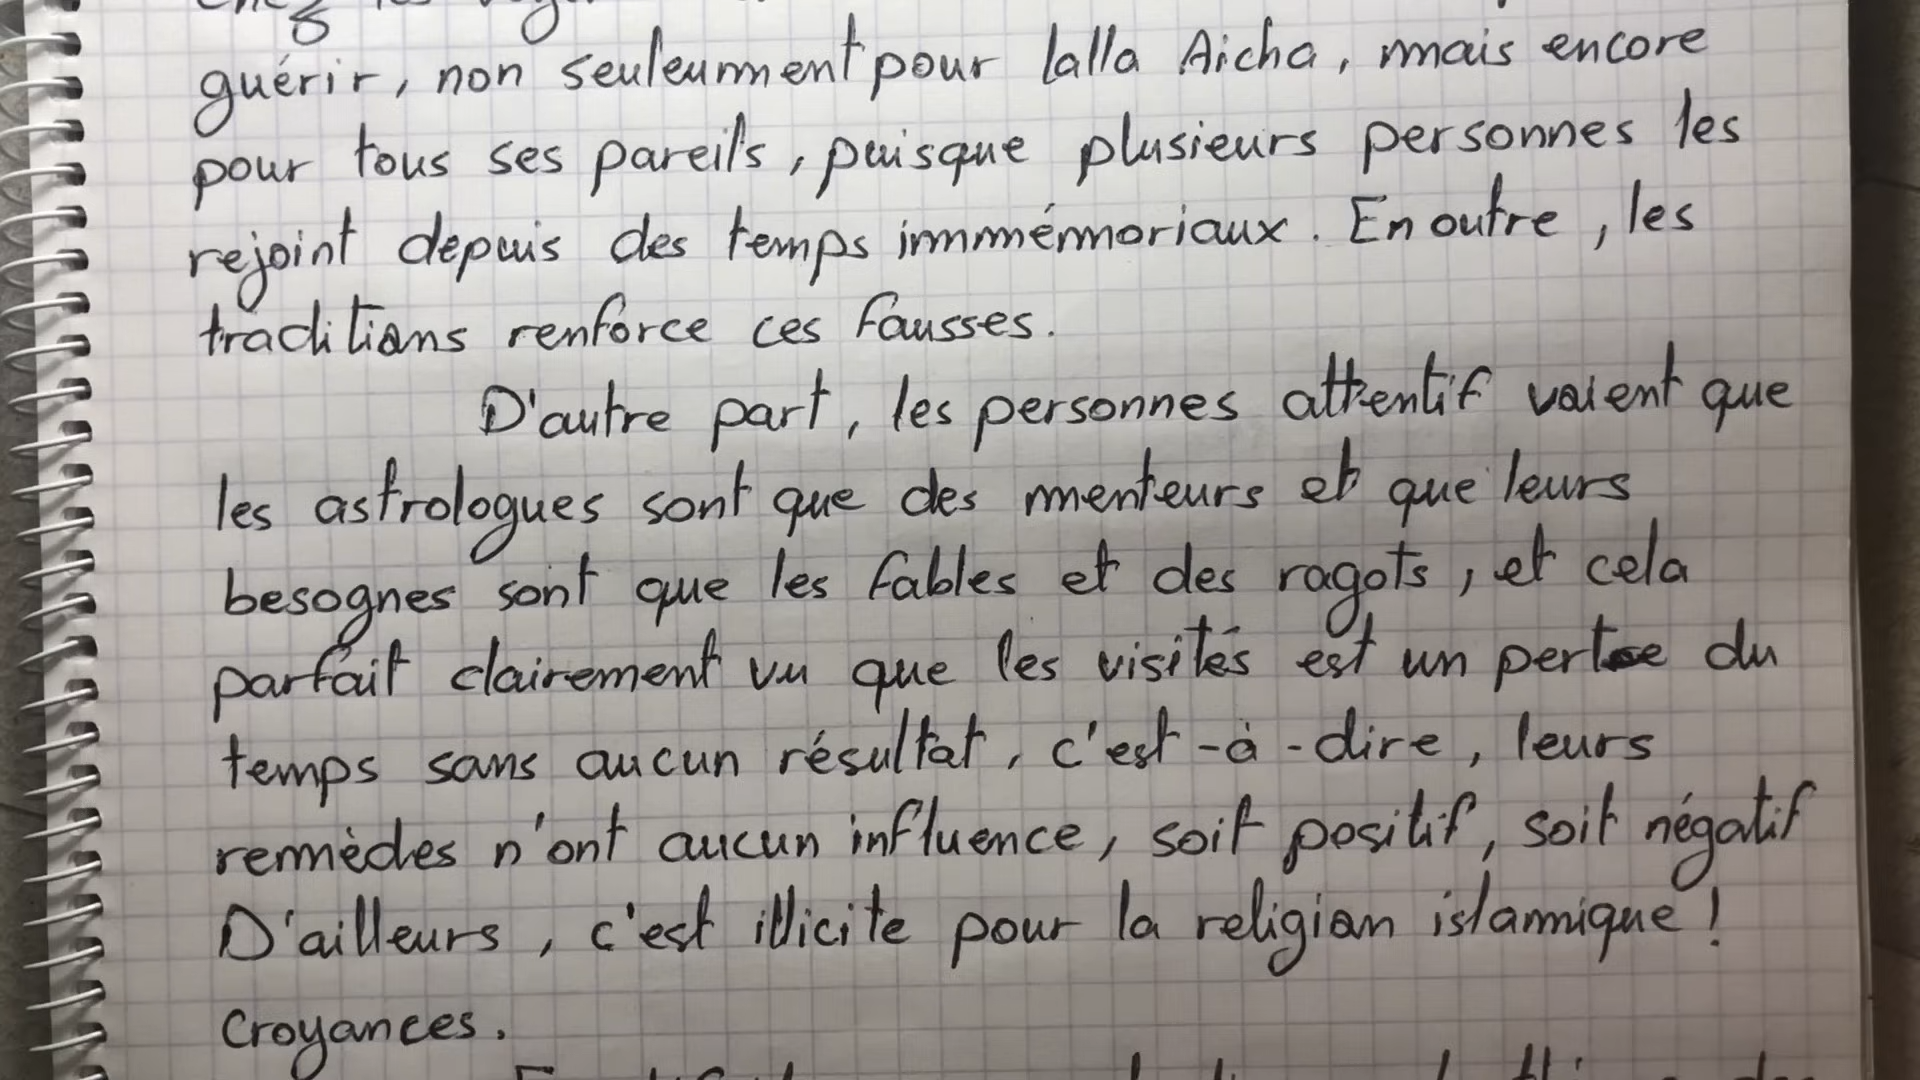 guérir, non seuleument pour lalla Aicha, mais encore
pour tous ses pareils, puisque plusieurs personnes les
rejoint depuis des temps immémoriaux. En outre, les
traditions renforce ces fausses.
D'autre part, les personnes attentif voient que
les astrologues sont que des menteurs et que leurs
besognes sont que les fables et des ragots, et cela
parfait clairement vu que les visités est un perte du
temps sans aucun résultat, c'est-à-dire, leurs
remèdes n'ont aucun influence, soit positif, soit négatif
D'ailleurs, c'est illicite pour la religion islamique!
Croyances.